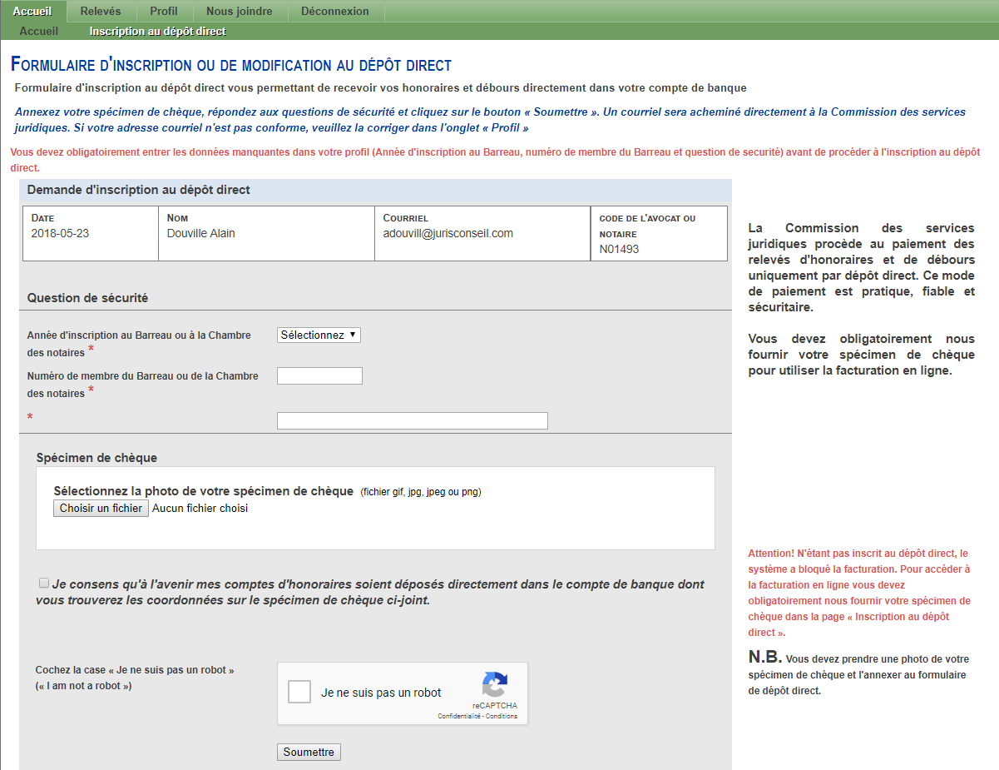 Accueil Relevés Profil Nous joindre Déconnexion
Accueil Inscription au dépôt direct
Formulaire d'inscription ou de modification au dépôt direct
Formulaire d'inscription au dépôt direct vous permettant de recevoir vos honoraires et débours directement dans votre compte de banque
Annexez votre spécimen de chèque, répondez aux questions de sécurité et cliquez sur le bouton « Soumettre ». Un courriel sera acheminé directement à la Commission des services
juridiques. Si votre adresse courriel n'est pas conforme, veuillez la corriger dans l'onglet « Profil »
Vous devez obligatoirement entrer les données manquantes dans votre profil (Année d'inscription au Barreau, numéro de membre du Barreau et question de securité) avant de procéder à l'inscription au dépôt
direct.
Demande d'inscription au dépôt direct
Date
2018-05-23
Nom
Douville Alain
Courriel
adouvill@jurisconseil.com
code de l'avocat ou
notaire
N01493
Question de sécurité
Année d'inscription au Barreau ou à la Chambre
des notaires *
Sélectionnez ▼
Numéro de membre du Barreau ou de la Chambre
des notaires *
*
Spécimen de chèque
Sélectionnez la photo de votre spécimen de chèque (fichier gif, jpg, jpeg ou png)
Choisir un fichier Aucun fichier choisi
Je consens qu'à l'avenir mes comptes d'honoraires soient déposés directement dans le compte de banque dont
vous trouverez les coordonnées sur le spécimen de chèque ci-joint.
Cochez la case « Je ne suis pas un robot »
(« I am not a robot »)
Je ne suis pas un robot
reCAPTCHA
Confidentialité - Conditions
Soumettre
La Commission des services
juridiques procède au paiement des
relevés d'honoraires et de débours
uniquement par dépôt direct. Ce mode
de paiement est pratique, fiable et
sécuritaire.
Vous devez obligatoirement nous
fournir votre spécimen de chèque
pour utiliser la facturation en ligne.
Attention! N'étant pas inscrit au dépôt direct, le
système a bloqué la facturation. Pour accéder à
la facturation en ligne vous devez
obligatoirement nous fournir votre spécimen de
chèque dans la page « Inscription au dépôt
direct ».
N.B. Vous devez prendre une photo de votre
spécimen de chèque et l'annexer au formulaire
de dépôt direct.